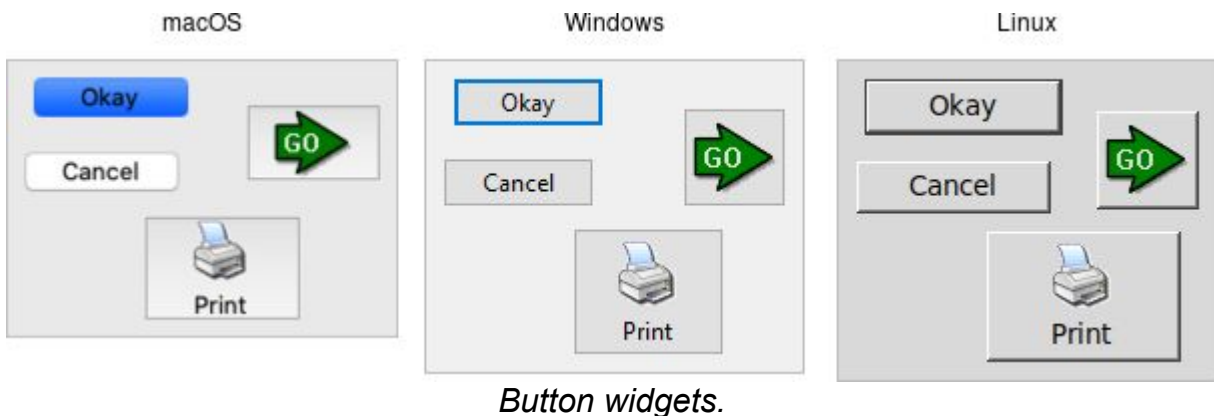 macOS
Okay
GO
Cancel
Print
Windows
Okay
GO
Cancel
Print
Linux
Okay
GO
Cancel
Print
Button widgets.